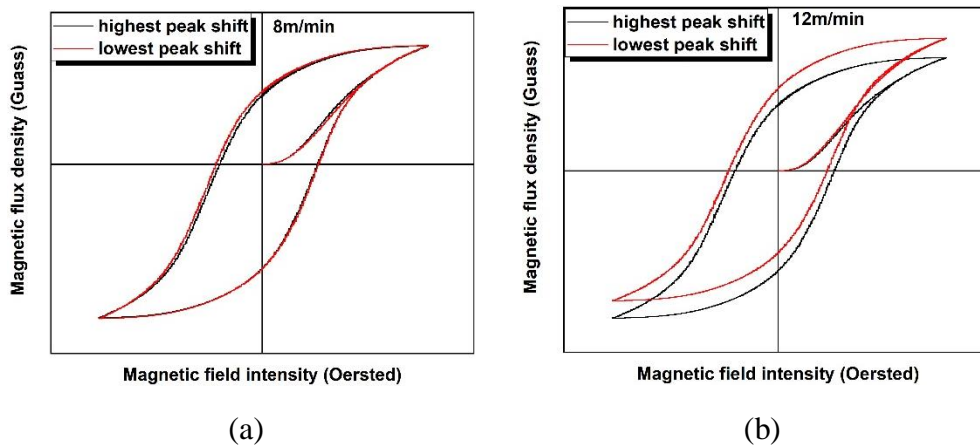 highest peak shift
lowest peak shift
8m/min
Magnetic flux density (Guass)
Magnetic field intensity (Oersted)
(a)
highest peak shift
lowest peak shift
12m/min
Magnetic flux density (Guass)
Magnetic field intensity (Oersted)
(b)